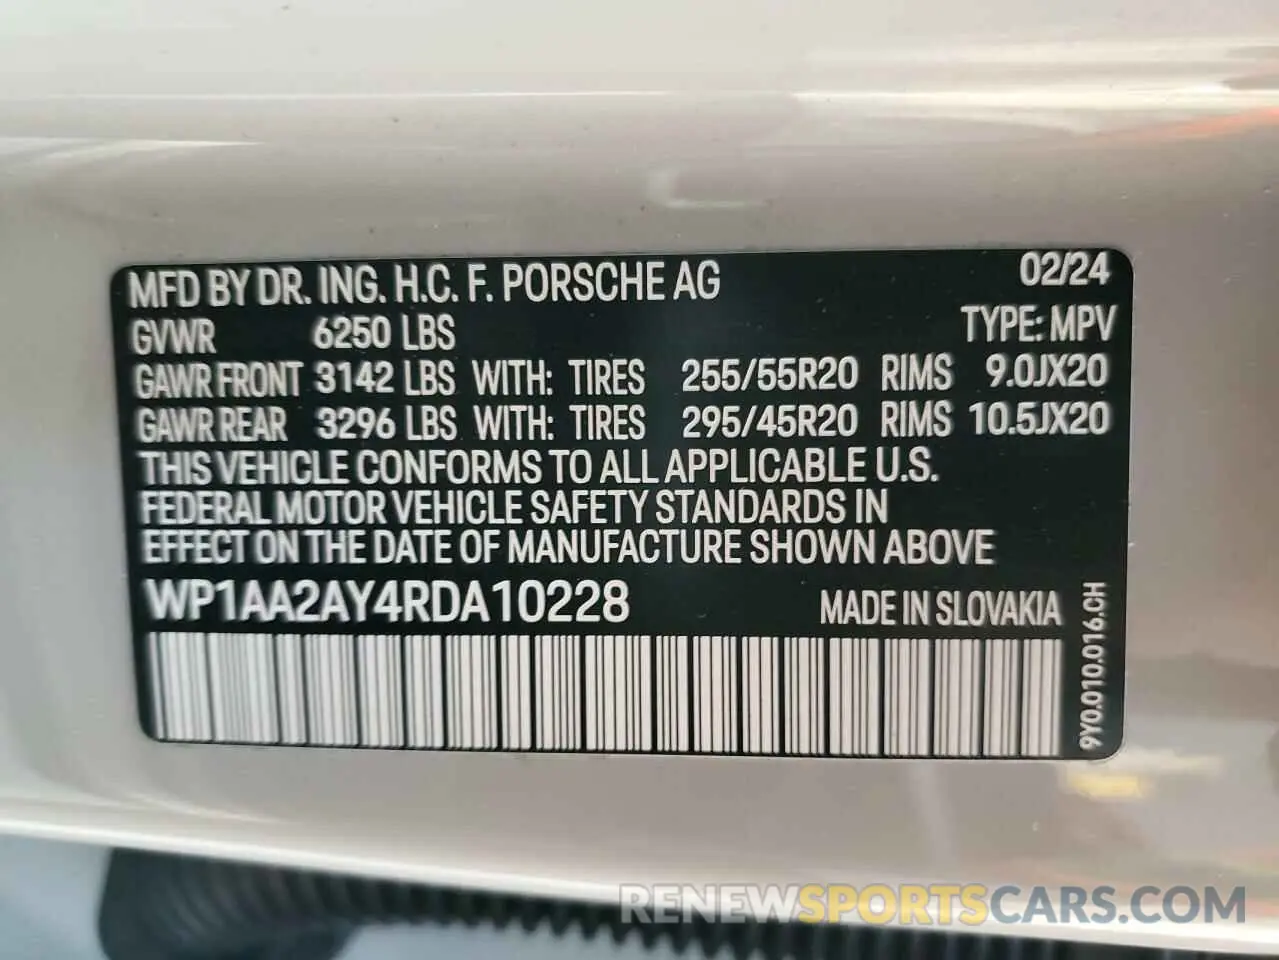 MFD BY DR. ING. H.C. F. PORSCHE AG 02/24
GVWR 6250 LBS TYPE: MPV
GAWR FRONT 3142 LBS WITH: TIRES 255/55R20 RIMS 9.0JX20
GAWR REAR 3296 LBS WITH: TIRES 295/45R20 RIMS 10.5JX20
THIS VEHICLE CONFORMS TO ALL APPLICABLE U.S.
FEDERAL MOTOR VEHICLE SAFETY STANDARDS IN
EFFECT ON THE DATE OF MANUFACTURE SHOWN ABOVE
WP1AA2AY4RDA10228 MADE IN SLOVAKIA
9Y0.010.016.CH
RENEWSPORTSCARS.COM